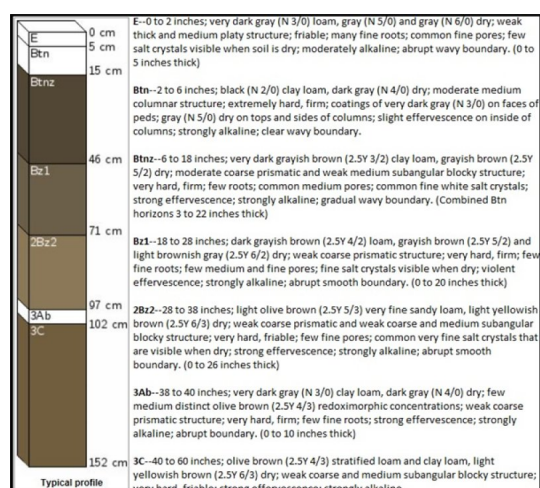 0 cm
E
5 cm
Btn
15 cm
Btnz
46 cm
Bz1
71 cm
2Bz2
97 cm
3Ab
102 cm
3C
152 cm
Typical profile
E--0 to 2 inches; very dark gray (N 3/0) loam, gray (N 5/0) and gray (N 6/0) dry; weak
thick and medium platy structure; friable; many fine roots; common fine pores; few
salt crystals visible when soil is dry; moderately alkaline; abrupt wavy boundary. (0 to
5 inches thick)
Btn--2 to 6 inches; black (N 2/0) clay loam, dark gray (N 4/0) dry; moderate medium
columnar structure; extremely hard, firm; coatings of very dark gray (N 3/0) on faces of
peds; gray (N 5/0) dry on tops and sides of columns; slight effervescence on inside of
columns; strongly alkaline; clear wavy boundary.
Btnz--6 to 18 inches; very dark grayish brown (2.5Y 3/2) clay loam, grayish brown (2.5Y
5/2) dry; moderate coarse prismatic and weak medium subangular blocky structure;
very hard, firm; few roots; common medium pores; common fine white salt crystals;
strong effervescence; strongly alkaline; gradual wavy boundary. (Combined Btn
horizons 3 to 22 inches thick)
Bz1--18 to 28 inches; dark grayish brown (2.5Y 4/2) loam, grayish brown (2.5Y 5/2) and
light brownish gray (2.5Y 6/2) dry; weak coarse prismatic structure; very hard, firm; few
fine roots; few medium and fine pores; fine salt crystals visible when dry; violent
effervescence; strongly alkaline; abrupt smooth boundary. (0 to 20 inches thick)
2Bz2--28 to 38 inches; light olive brown (2.5Y 5/3) very fine sandy loam, light yellowish
brown (2.5Y 6/3) dry; weak coarse prismatic and weak coarse and medium subangular
blocky structure; very hard, friable; few fine pores; common very fine salt crystals that
are visible when dry; strong effervescence; strongly alkaline; abrupt smooth
boundary. (0 to 26 inches thick)
3Ab--38 to 40 inches; very dark gray (N 3/0) clay loam, dark gray (N 4/0) dry; few
medium distinct olive brown (2.5Y 4/3) redoximorphic concentrations; weak coarse
prismatic structure; very hard, firm; few fine roots; strong effervescence; strongly
alkaline; abrupt boundary. (0 to 10 inches thick)
3C--40 to 60 inches; olive brown (2.5Y 4/3) stratified loam and clay loam, light
yellowish brown (2.5Y 6/3) dry; weak coarse and medium subangular blocky structure;
very hard, friable; strong effervescence; strongly alkaline